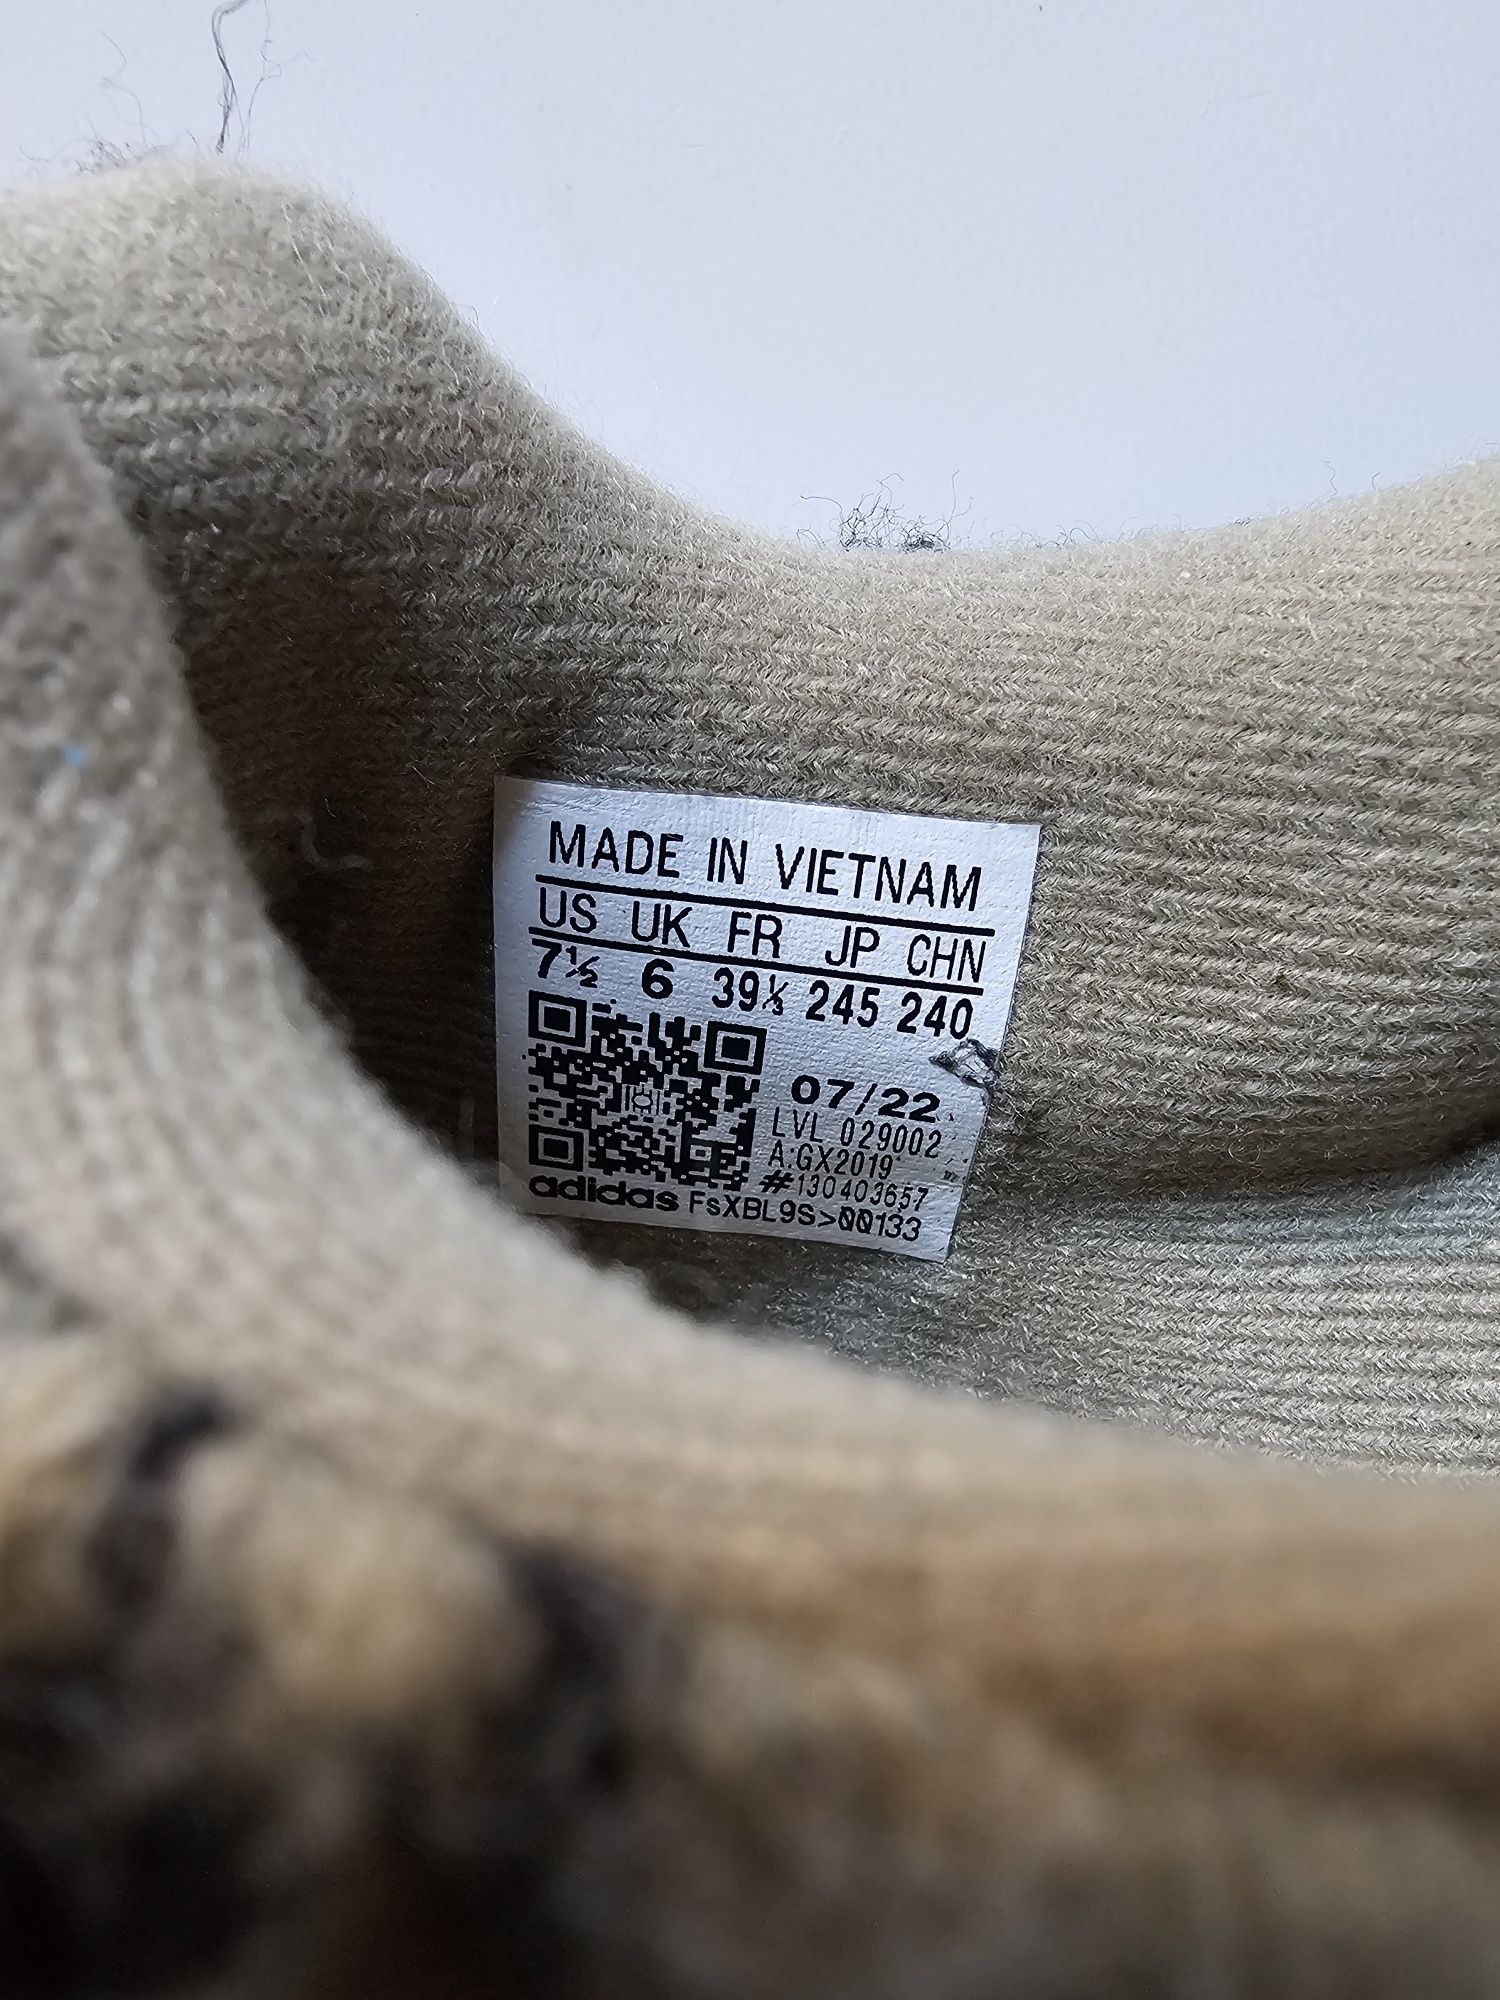 MADE IN VIETNAM
US UK FR JP CHN
7½ 6 39⅓ 245 240
07/22
LVL 029002
A:GX2019
#130403657
adidas FsXBL9S>00133